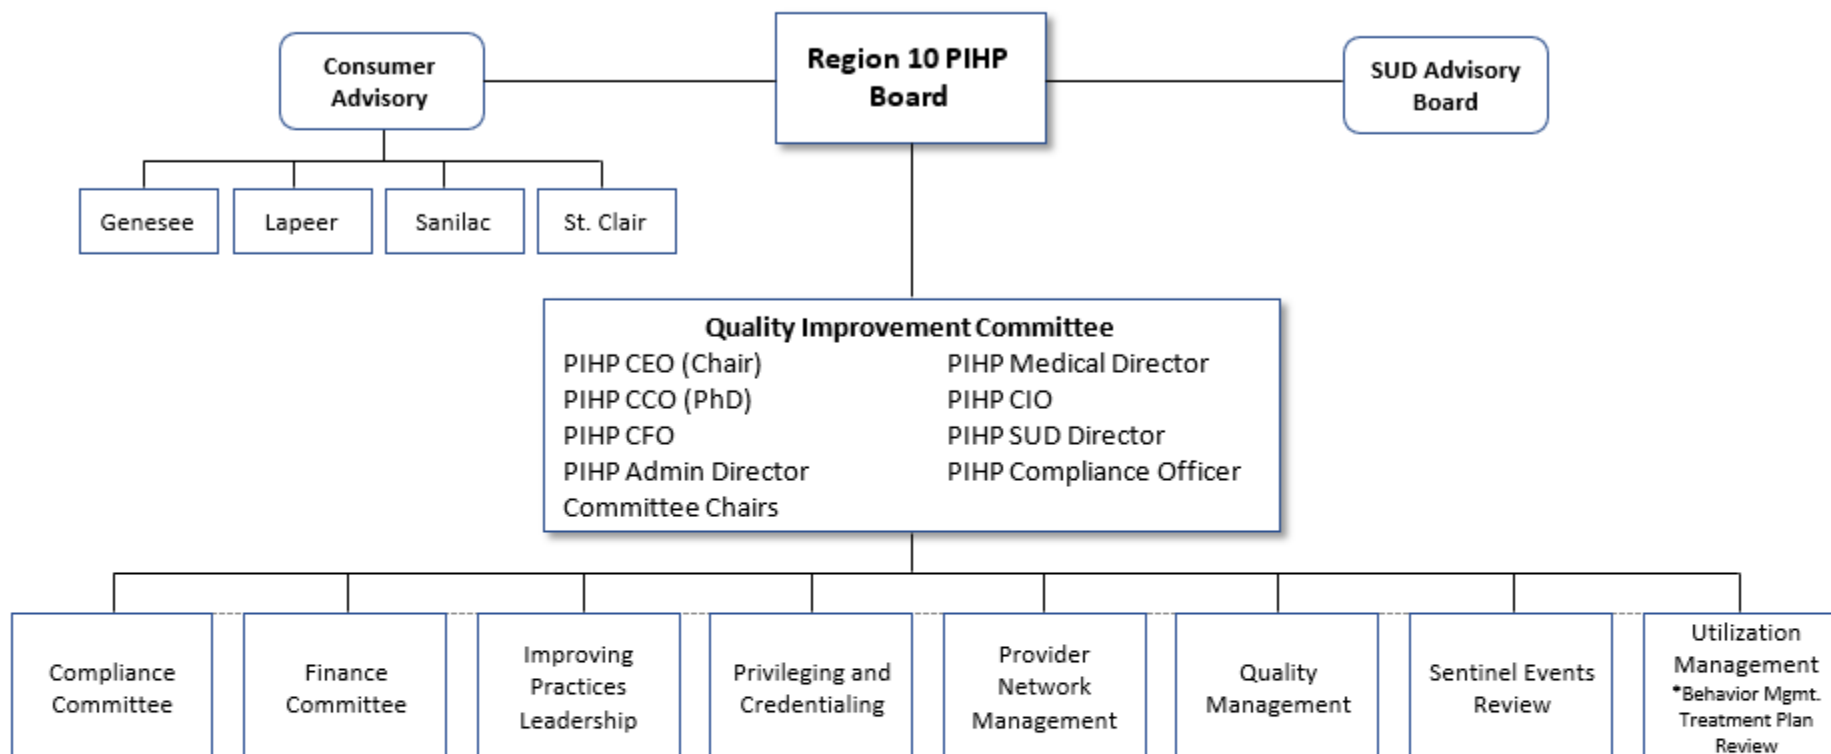 Region 10 PIHP
Board
Consumer
Advisory
SUD Advisory
Board
Genesee
Lapeer
Sanilac
St. Clair
Quality Improvement Committee
PIHP CEO (Chair)
PIHP Medical Director
PIHP CCO (PhD)
PIHP CIO
PIHP CFO
PIHP SUD Director
PIHP Admin Director
PIHP Compliance Officer
Committee Chairs
Compliance
Committee
Finance
Committee
Improving
Practices
Leadership
Privileging and
Credentialing
Provider
Network
Management
Quality
Management
Sentinel Events
Review
Utilization
Management
*Behavior Mgmt.
Treatment Plan
Review